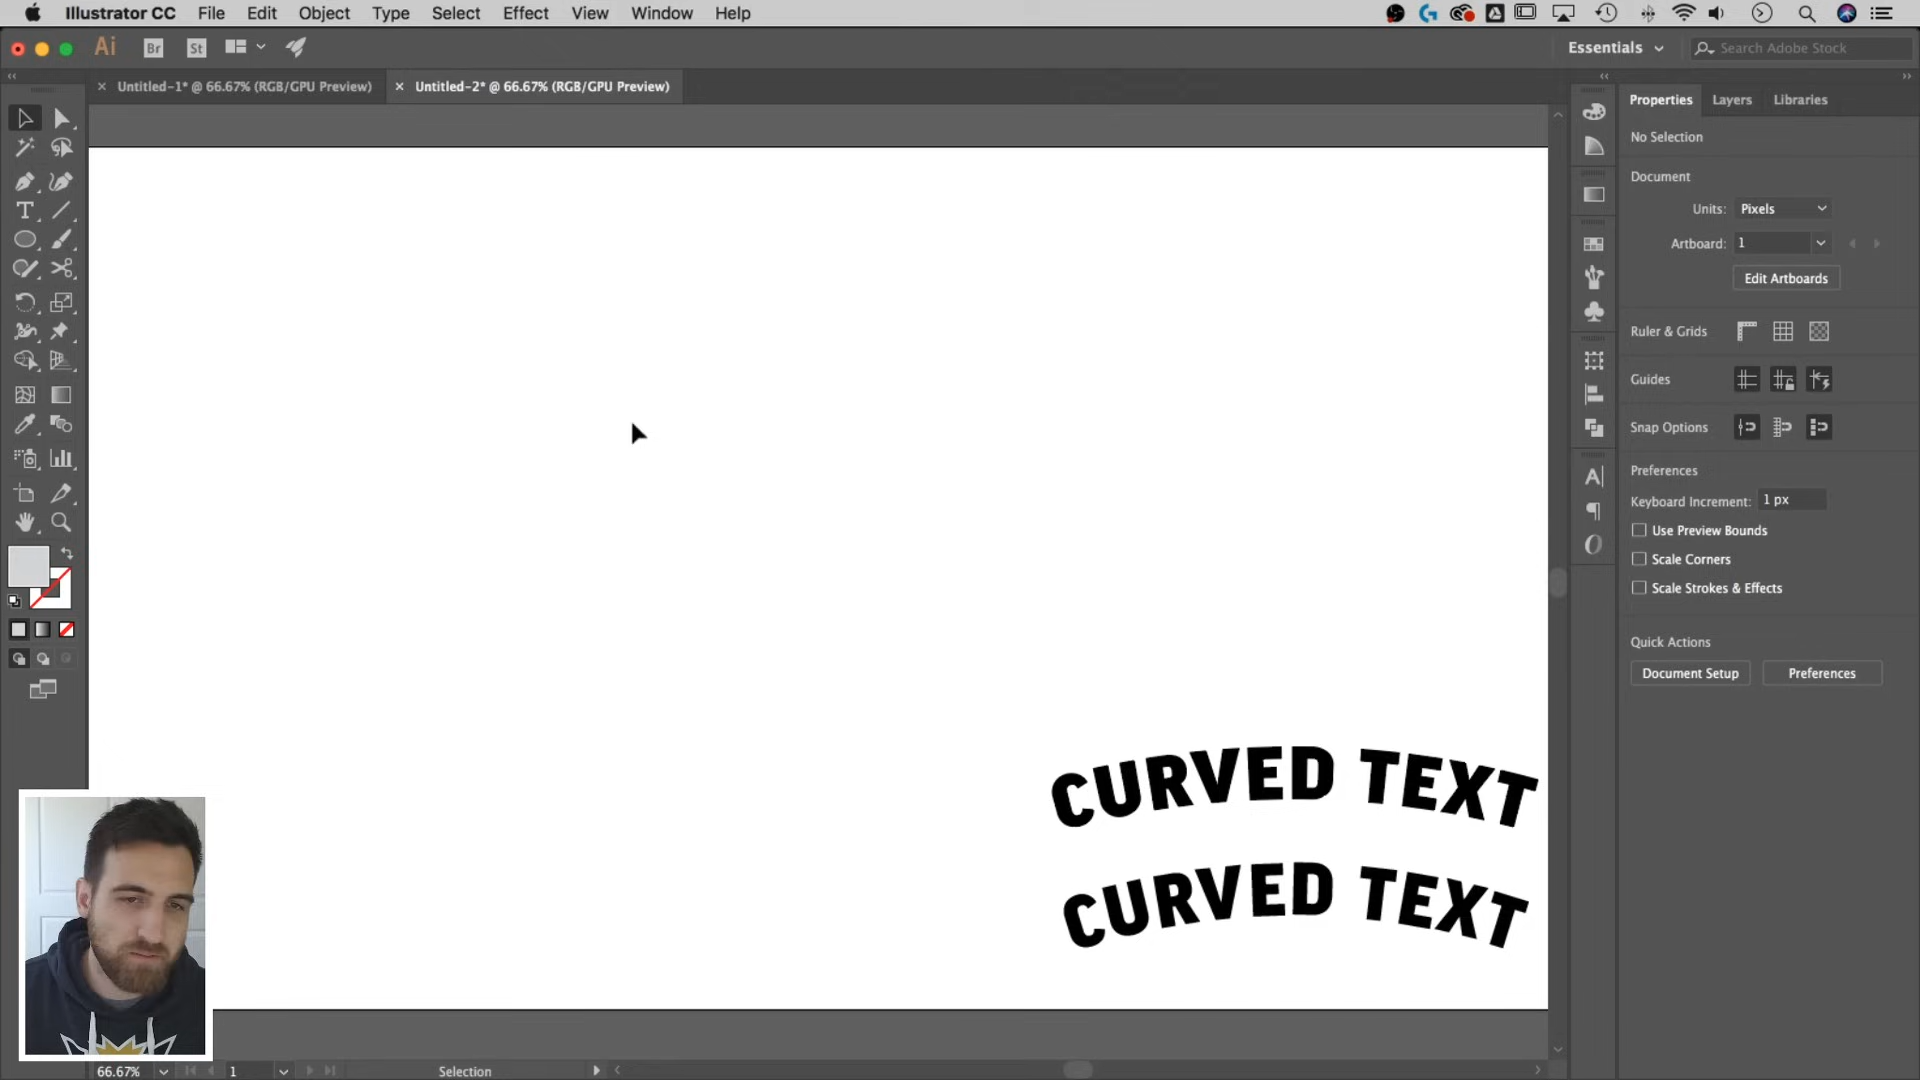 Illustrator CC File Edit Object Type Select Effect View Window Help
Ai Br St Essentials Search Adobe Stock
Untitled-1* @ 66.67% (RGB/GPU Preview) Untitled-2* @ 66.67% (RGB/GPU Preview)
Properties Layers Libraries
No Selection
Document
Units: Pixels
Artboard: 1
Edit Artboards
Ruler & Grids
Guides
Snap Options
Preferences
Keyboard Increment: 1 px
Use Preview Bounds
Scale Corners
Scale Strokes & Effects
Quick Actions
Document Setup Preferences
CURVED TEXT
CURVED TEXT
66.67% 1 Selection